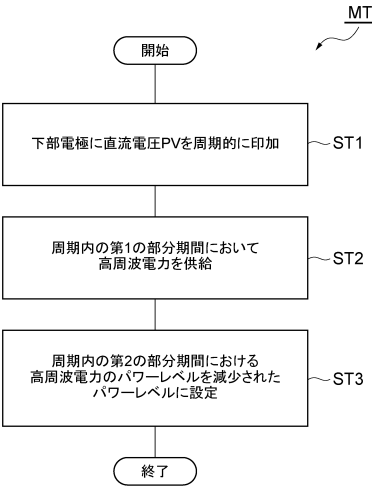 MT
開始
下部電極に直流電圧PVを周期的に印加
ST1
周期内の第1の部分期間において
高周波電力を供給
ST2
周期内の第2の部分期間における
高周波電力のパワーレベルを減少された
パワーレベルに設定
ST3
終了